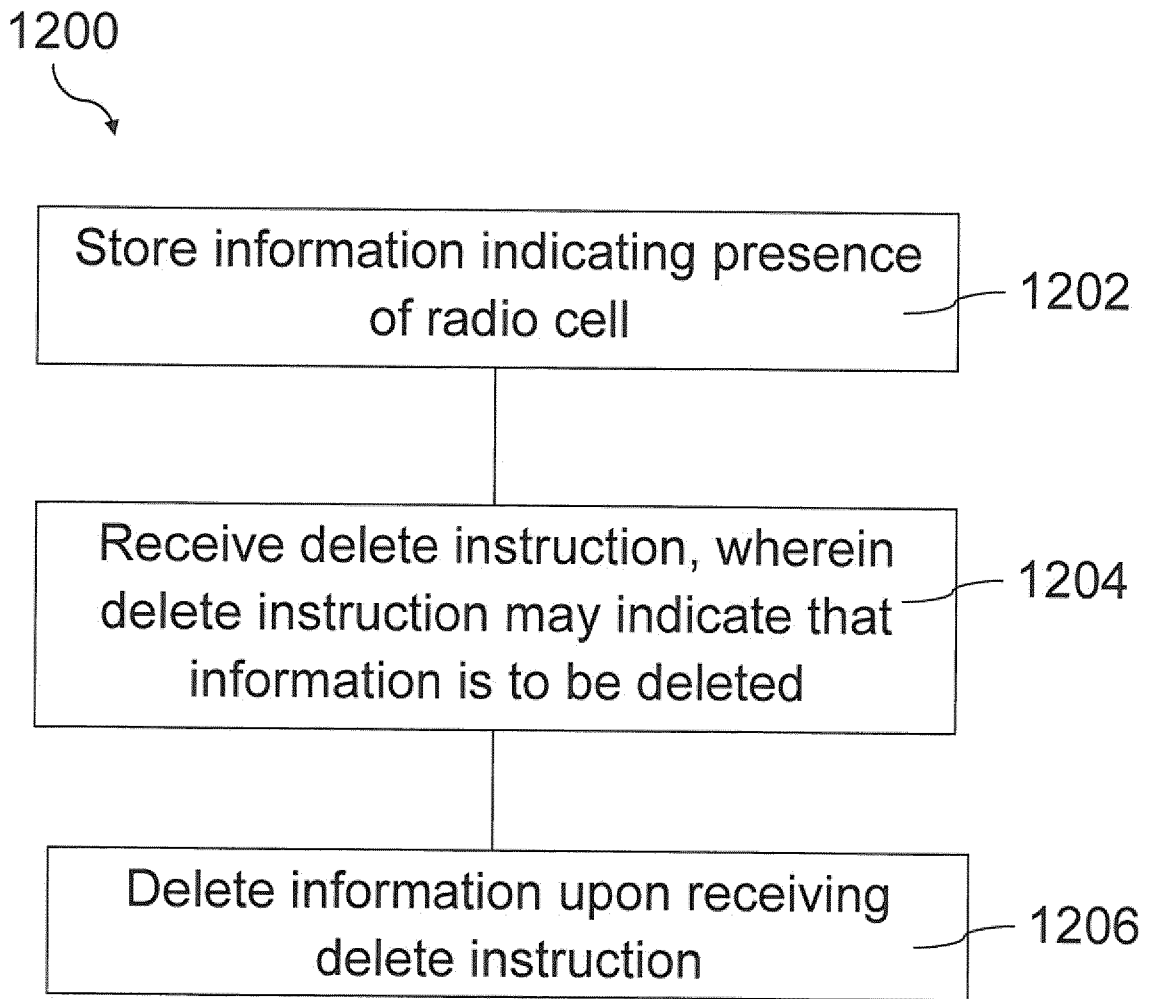 1200
Store information indicating presence
of radio cell
1202
Receive delete instruction, wherein
delete instruction may indicate that
information is to be deleted
1204
Delete information upon receiving
delete instruction
1206